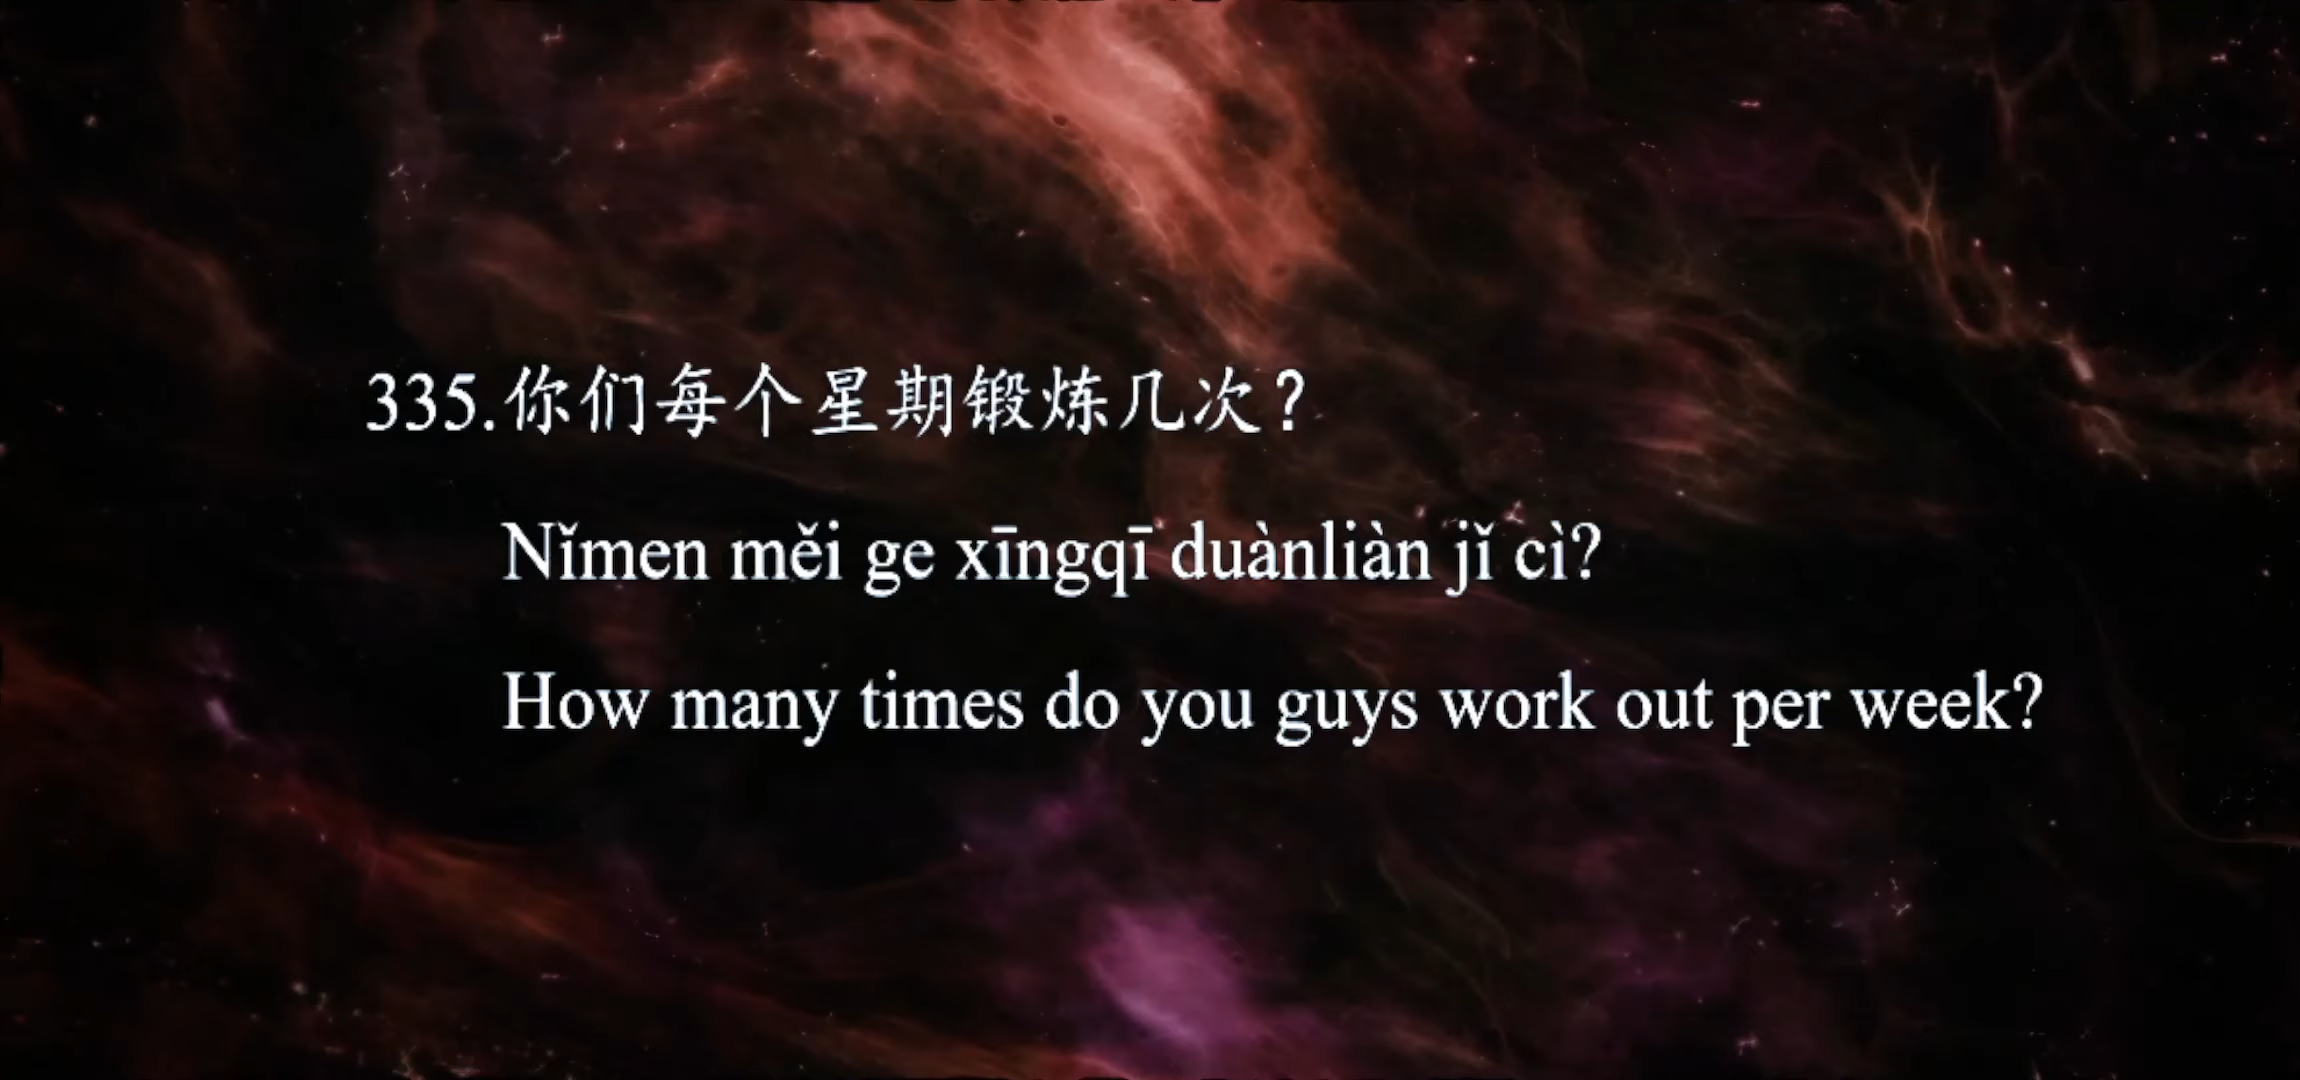 335.你们每个星期锻炼几次？
Nǐmen měi ge xīngqī duànliàn jǐ cì?
How many times do you guys work out per week?